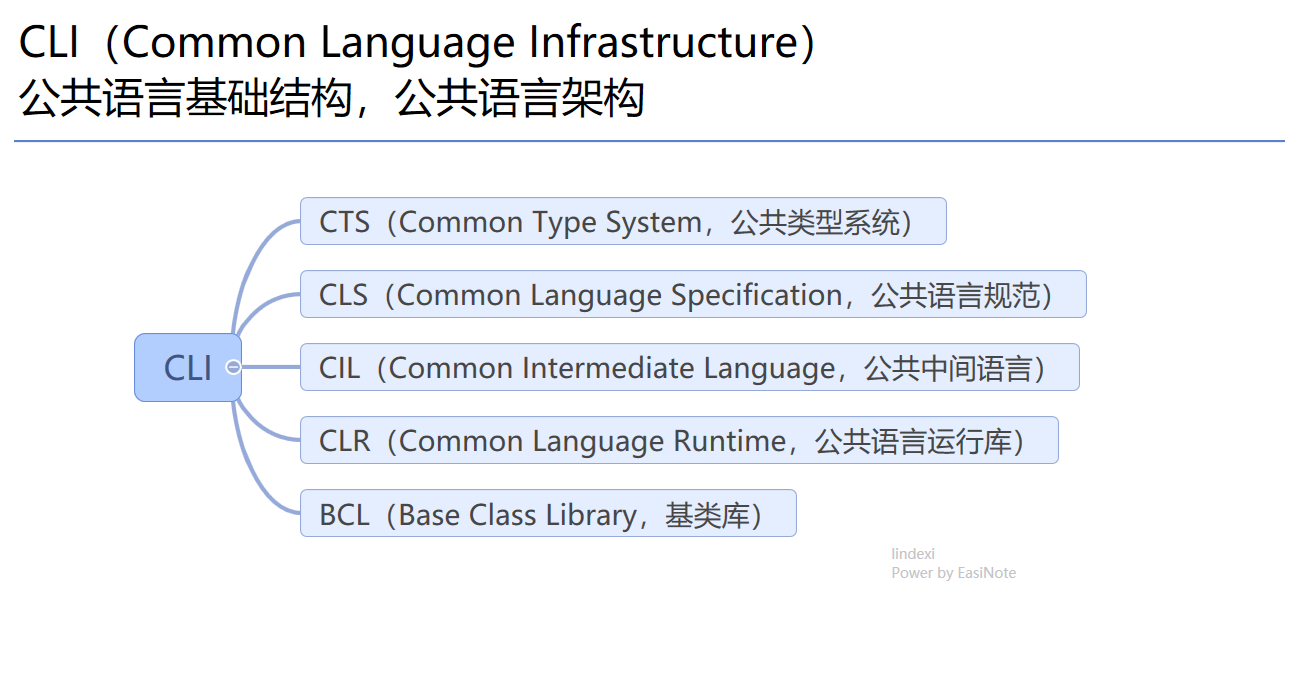 CLI（Common Language Infrastructure）
公共语言基础结构，公共语言架构
CTS（Common Type System，公共类型系统）
CLS（Common Language Specification，公共语言规范）
CLI
CIL（Common Intermediate Language，公共中间语言）
CLR（Common Language Runtime，公共语言运行库）
BCL（Base Class Library，基类库）
lindexi
Power by EasiNote